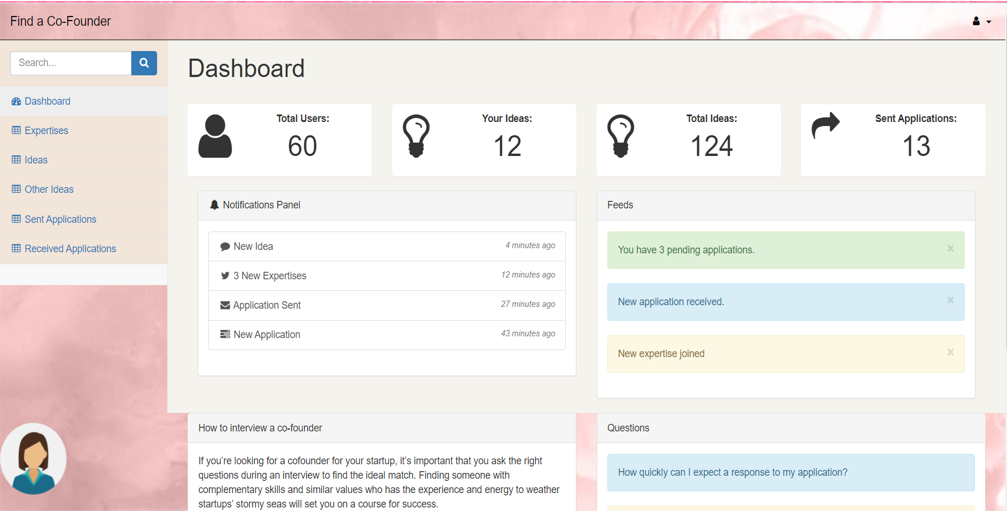 Find a Co-Founder
Search...
Dashboard
Expertises
Ideas
Other Ideas
Sent Applications
Received Applications
Dashboard
Total Users:
60
Your Ideas:
12
Total Ideas:
124
Sent Applications:
13
Notifications Panel
New Idea 4 minutes ago
3 New Expertises 12 minutes ago
Application Sent 27 minutes ago
New Application 43 minutes ago
Feeds
You have 3 pending applications. ×
New application received. ×
New expertise joined ×
How to interview a co-founder
If you're looking for a cofounder for your startup, it's important that you ask the right
questions during an interview to find the ideal match. Finding someone with
complementary skills and similar values who has the experience and energy to weather
startups' stormy seas will set you on a course for success.
Questions
How quickly can I expect a response to my application?